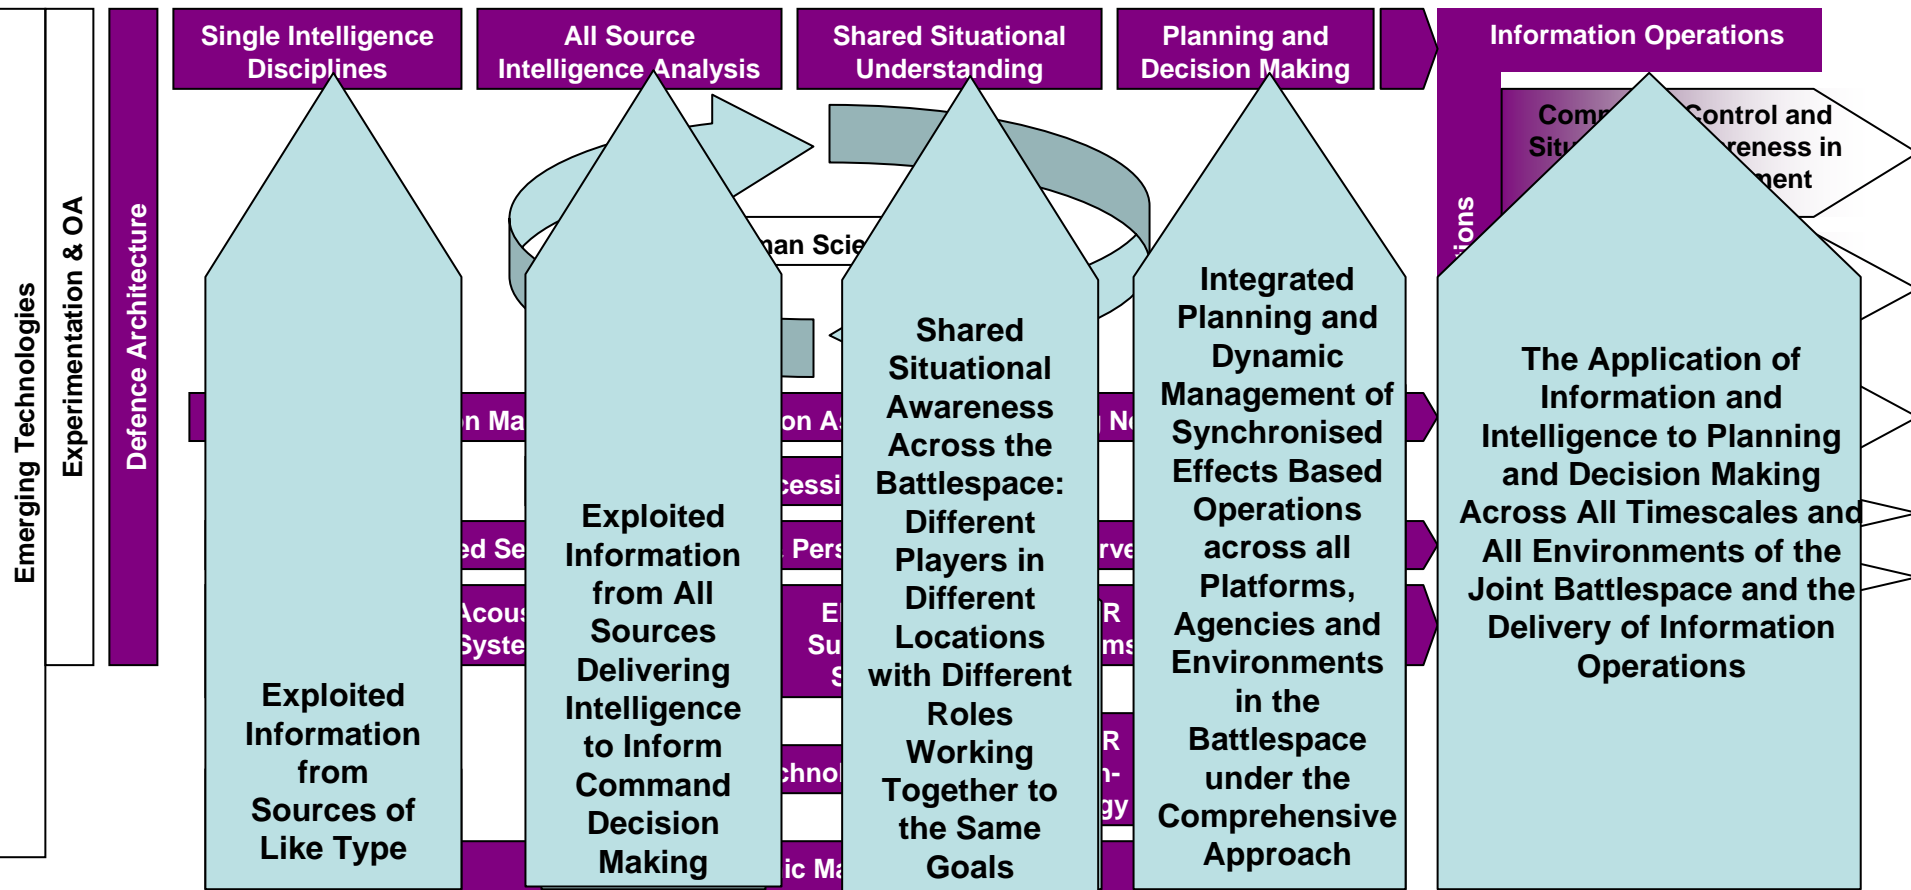 Single Intelligence
Disciplines
All Source
Intelligence Analysis
Shared Situational
Understanding
Planning and
Decision Making
Information Operations
Emerging Technologies
Experimentation & OA
Defence Architecture
Control and
in
Exploited
Information
from
Sources of
Like Type
Exploited
Information
from All
Sources
Delivering
Intelligence
to Inform
Command
Decision
Making
Shared
Situational
Awareness
Across the
Battlespace:
Different
Players in
Different
Locations
with Different
Roles
Working
Together to
the Same
Goals
Integrated
Planning and
Dynamic
Management of
Synchronised
Effects Based
Operations
across all
Platforms,
Agencies and
Environments
in the
Battlespace
under the
Comprehensive
Approach
The Application of
Information and
Intelligence to Planning
and Decision Making
Across All Timescales and
All Environments of the
Joint Battlespace and the
Delivery of Information
Operations